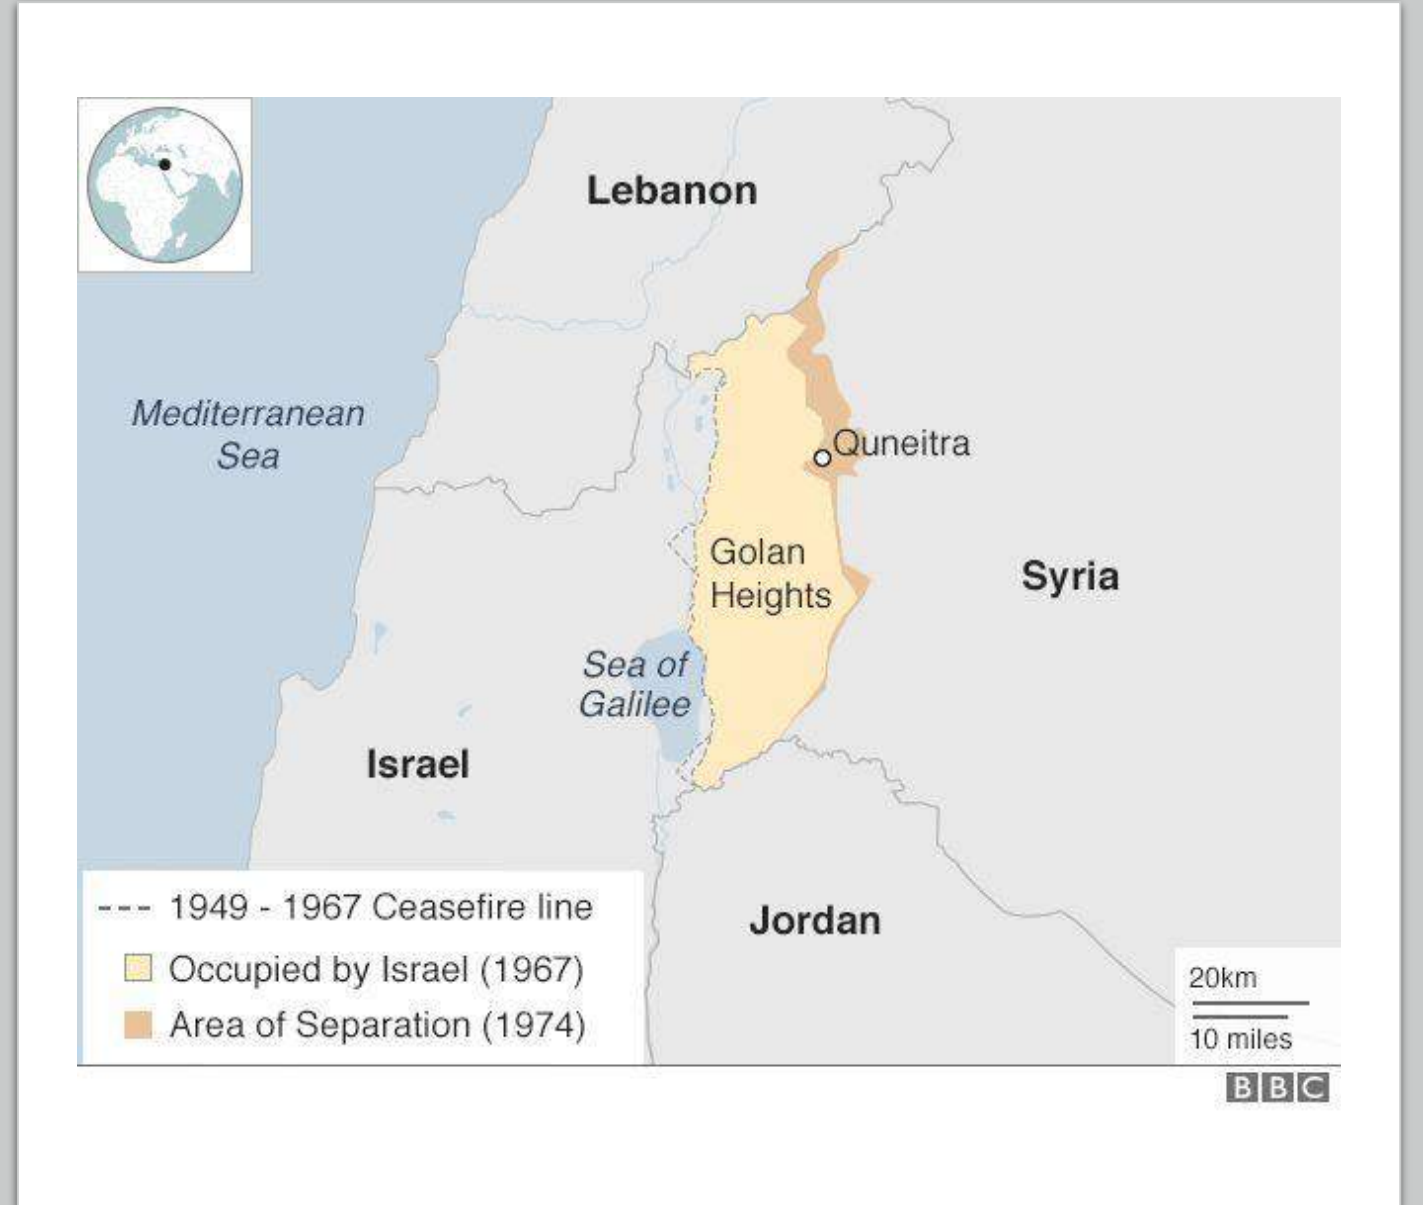 Lebanon
Mediterranean
Sea
Quneitra
Golan
Heights
Syria
Sea of
Galilee
Israel
Jordan
1949 - 1967 Ceasefire line
Occupied by Israel (1967)
Area of Separation (1974)
20km
10 miles
BBC